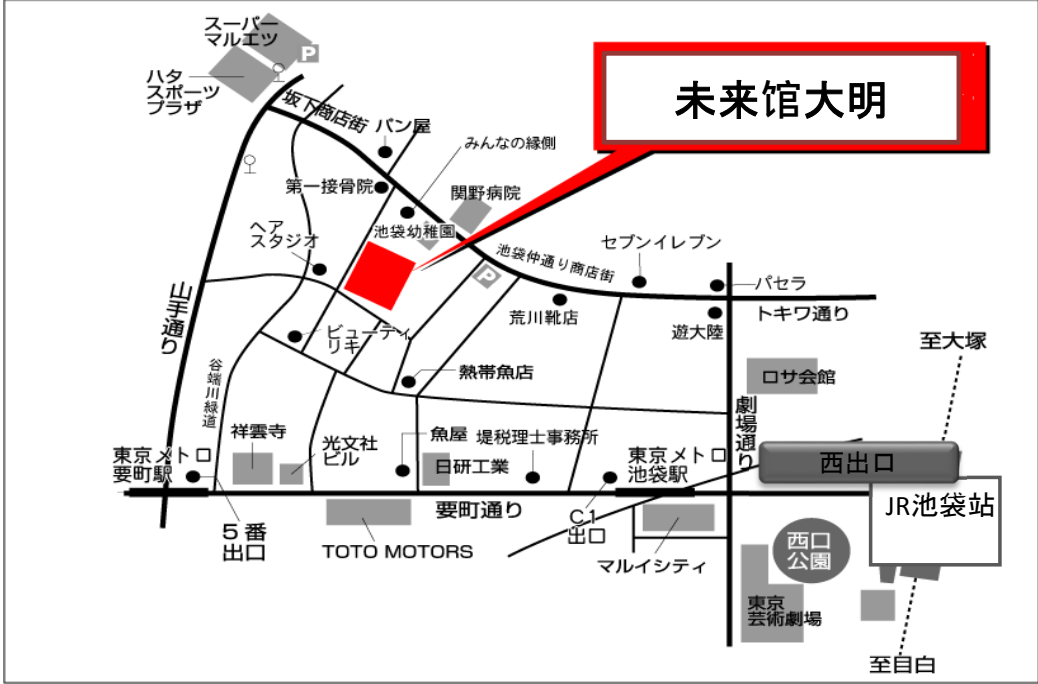 スーパー
マルエツ
P
ハタ
スポーツ
プラザ
未来馆大明
坂下商店街
パン屋
みんなの縁側
第一接骨院
関野病院
池袋幼稚園
ヘア
スタジオ
池袋仲通り商店街
セブンイレブン
P
パセラ
山手通り
荒川靴店
遊大陸
トキワ通り
ビューティ
リキ
至大塚
谷端川緑道
熱帯魚店
ロサ会館
劇場通り
祥雲寺
光文社
ビル
魚屋
堤税理士事務所
東京メトロ
要町駅
日研工業
東京メトロ
池袋駅
西出口
JR池袋站
5番
出口
要町通り
C1
出口
TOTO MOTORS
マルイシティ
西口
公園
東京
芸術劇場
至目白